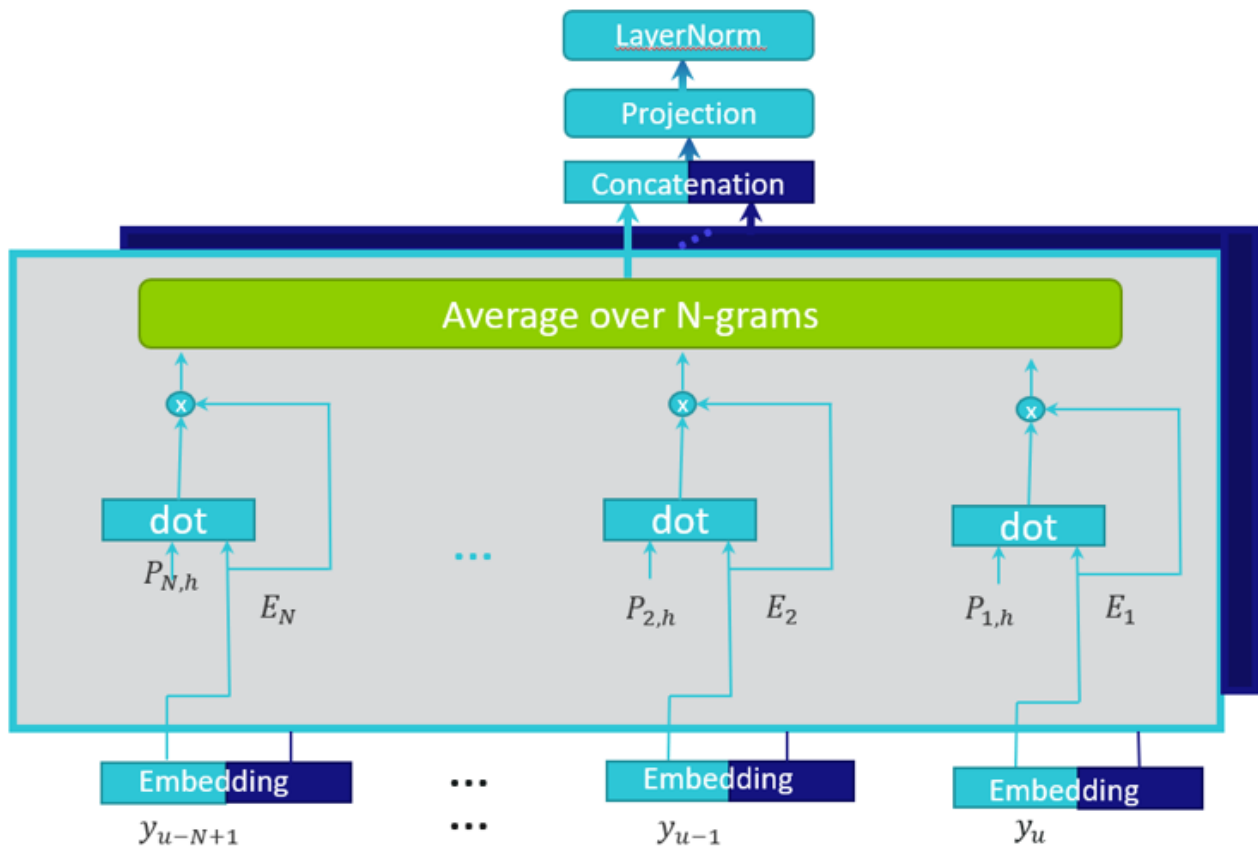 LayerNorm
Projection
Concatenation
Average over N-grams
x x x
dot ... dot dot
P_{N,h} E_N P_{2,h} E_2 P_{1,h} E_1
Embedding ... Embedding Embedding
y_{u-N+1} ... y_{u-1} y_u